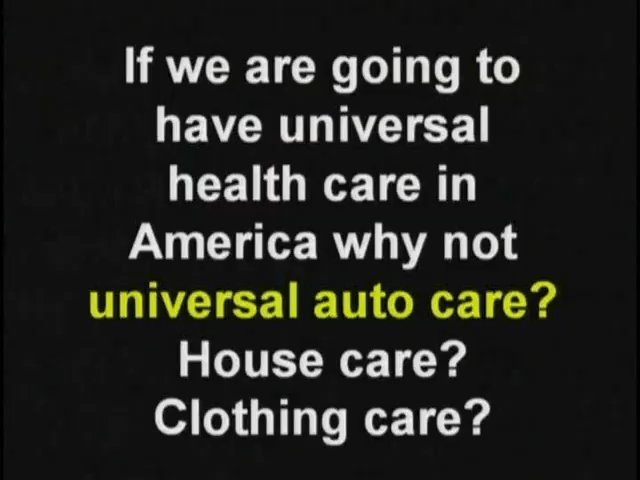 If we are going to
have universal
health care in
America why not
universal auto care?
House care?
Clothing care?